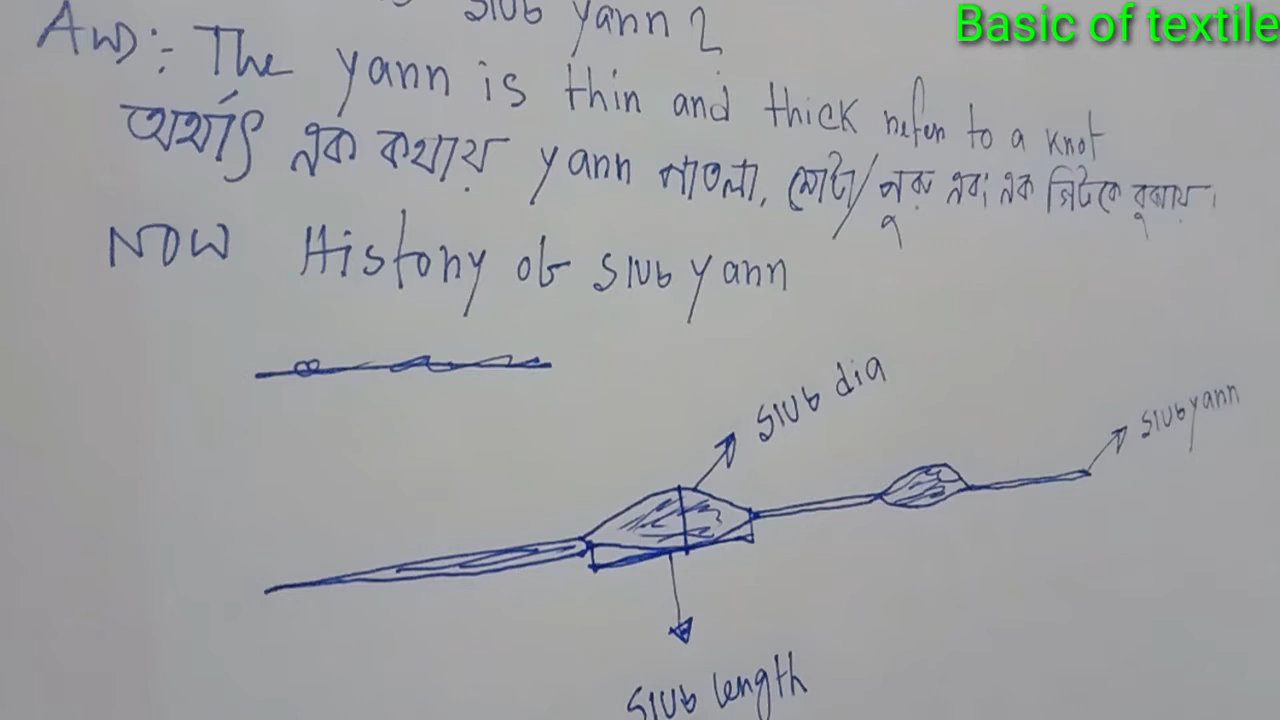 Basic of textile
slub yarn ?
Ans :- The yarn is thin and thick refer to a knot
অর্থাৎ এক কথায় yarn পাতলা, মোটা/পুরু এবং এক গিটকে বুঝায়।
Now History of slub yarn
slub dia
slub yarn
slub length